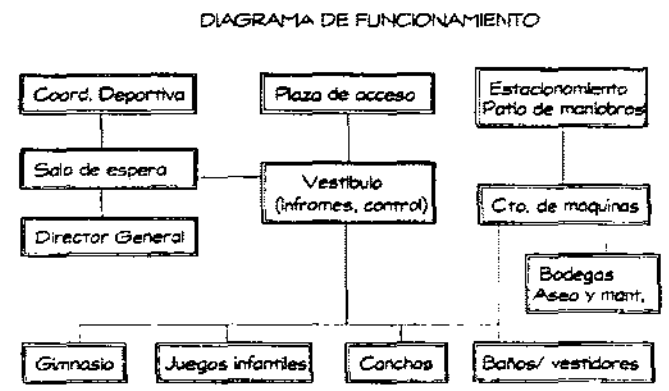 DIAGRAMA DE FUNCIONAMIENTO
Coord. Deportiva
Plaza de acceso
Estacionamiento
Patio de maniobras
Sala de espera
Vestibulo
(infromes, control)
Cto. de maquinas
Director General
Bodegas
Aseo y mant.
Gimnasio
Juegos infantiles
Canchas
Baños/ vestidores